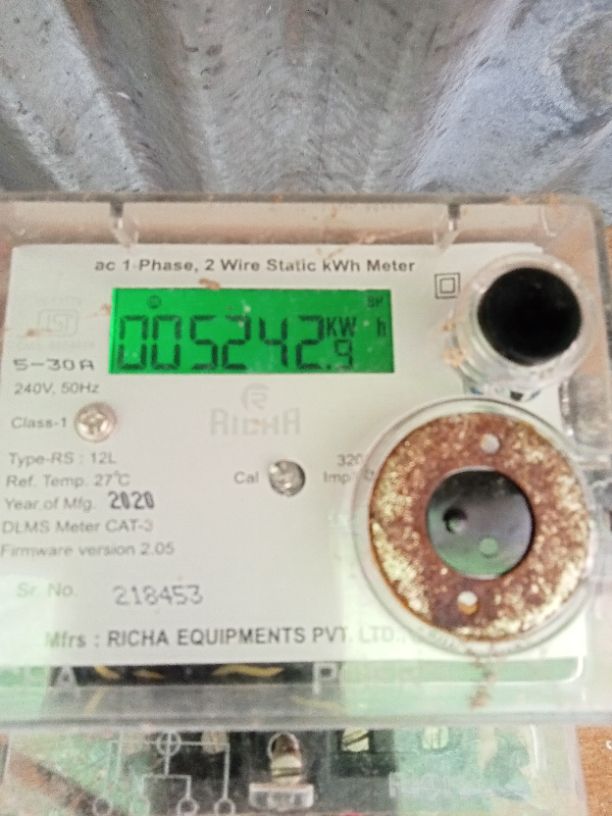 ac 1-Phase, 2 Wire Static kWh Meter
005242.9 KW h
5-30A
240V, 50Hz
Class-1
RICHA
Type-RS : 12L
Ref. Temp. 27°C
Cal
320
Imp/
Year of Mfg. 2020
DLMS Meter CAT-3
Firmware version 2.05
Sr. No. 218453
Mfrs : RICHA EQUIPMENTS PVT. LTD.